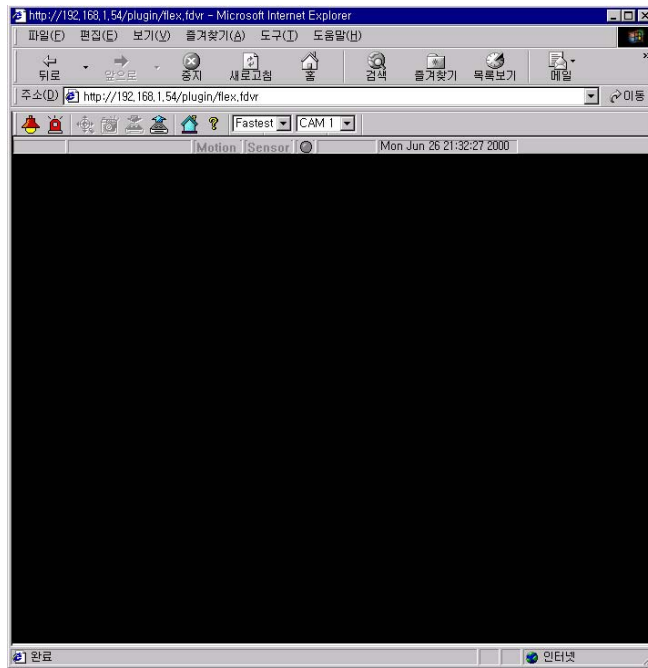 http://192,168,1,54/plugin/flex,fdvr - Microsoft Internet Explorer
파일(F) 편집(E) 보기(V) 즐겨찾기(A) 도구(T) 도움말(H)
뒤로 앞으로 중지 새로고침 홈 검색 즐겨찾기 목록보기 메일 »
주소(D) http://192,168,1,54/plugin/flex,fdvr 이동
Fastest CAM 1
Motion Sensor Mon Jun 26 21:32:27 2000
완료 인터넷